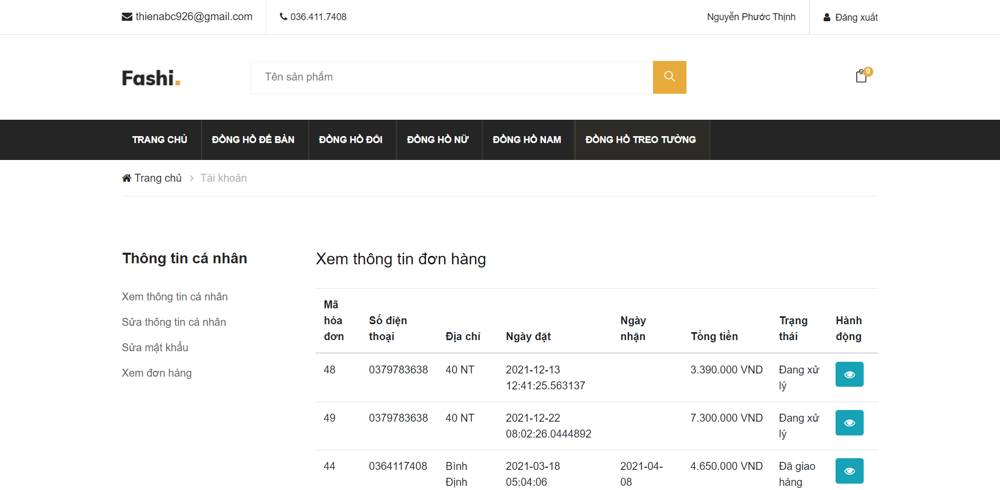 thienabc926@gmail.com
036.411.7408
Nguyễn Phước Thịnh
Đăng xuất
Fashi.
Tên sản phẩm
0
TRANG CHỦ
ĐỒNG HỒ ĐỂ BÀN
ĐỒNG HỒ ĐÔI
ĐỒNG HỒ NỮ
ĐỒNG HỒ NAM
ĐỒNG HỒ TREO TƯỜNG
Trang chủ > Tài khoản
Thông tin cá nhân
Xem thông tin cá nhân
Sửa thông tin cá nhân
Sửa mật khẩu
Xem đơn hàng
Xem thông tin đơn hàng
Mã
hóa
đơn
Số điện
thoại
Địa chỉ
Ngày đặt
Ngày
nhận
Tổng tiền
Trạng
thái
Hành
động
48
0379783638
40 NT
2021-12-13
12:41:25.563137
3.390.000 VND
Đang xử
lý
49
0379783638
40 NT
2021-12-22
08:02:26.0444892
7.300.000 VND
Đang xử
lý
44
0364117408
Bình
Định
2021-03-18
05:04:06
2021-04-
08
4.650.000 VND
Đã giao
hàng